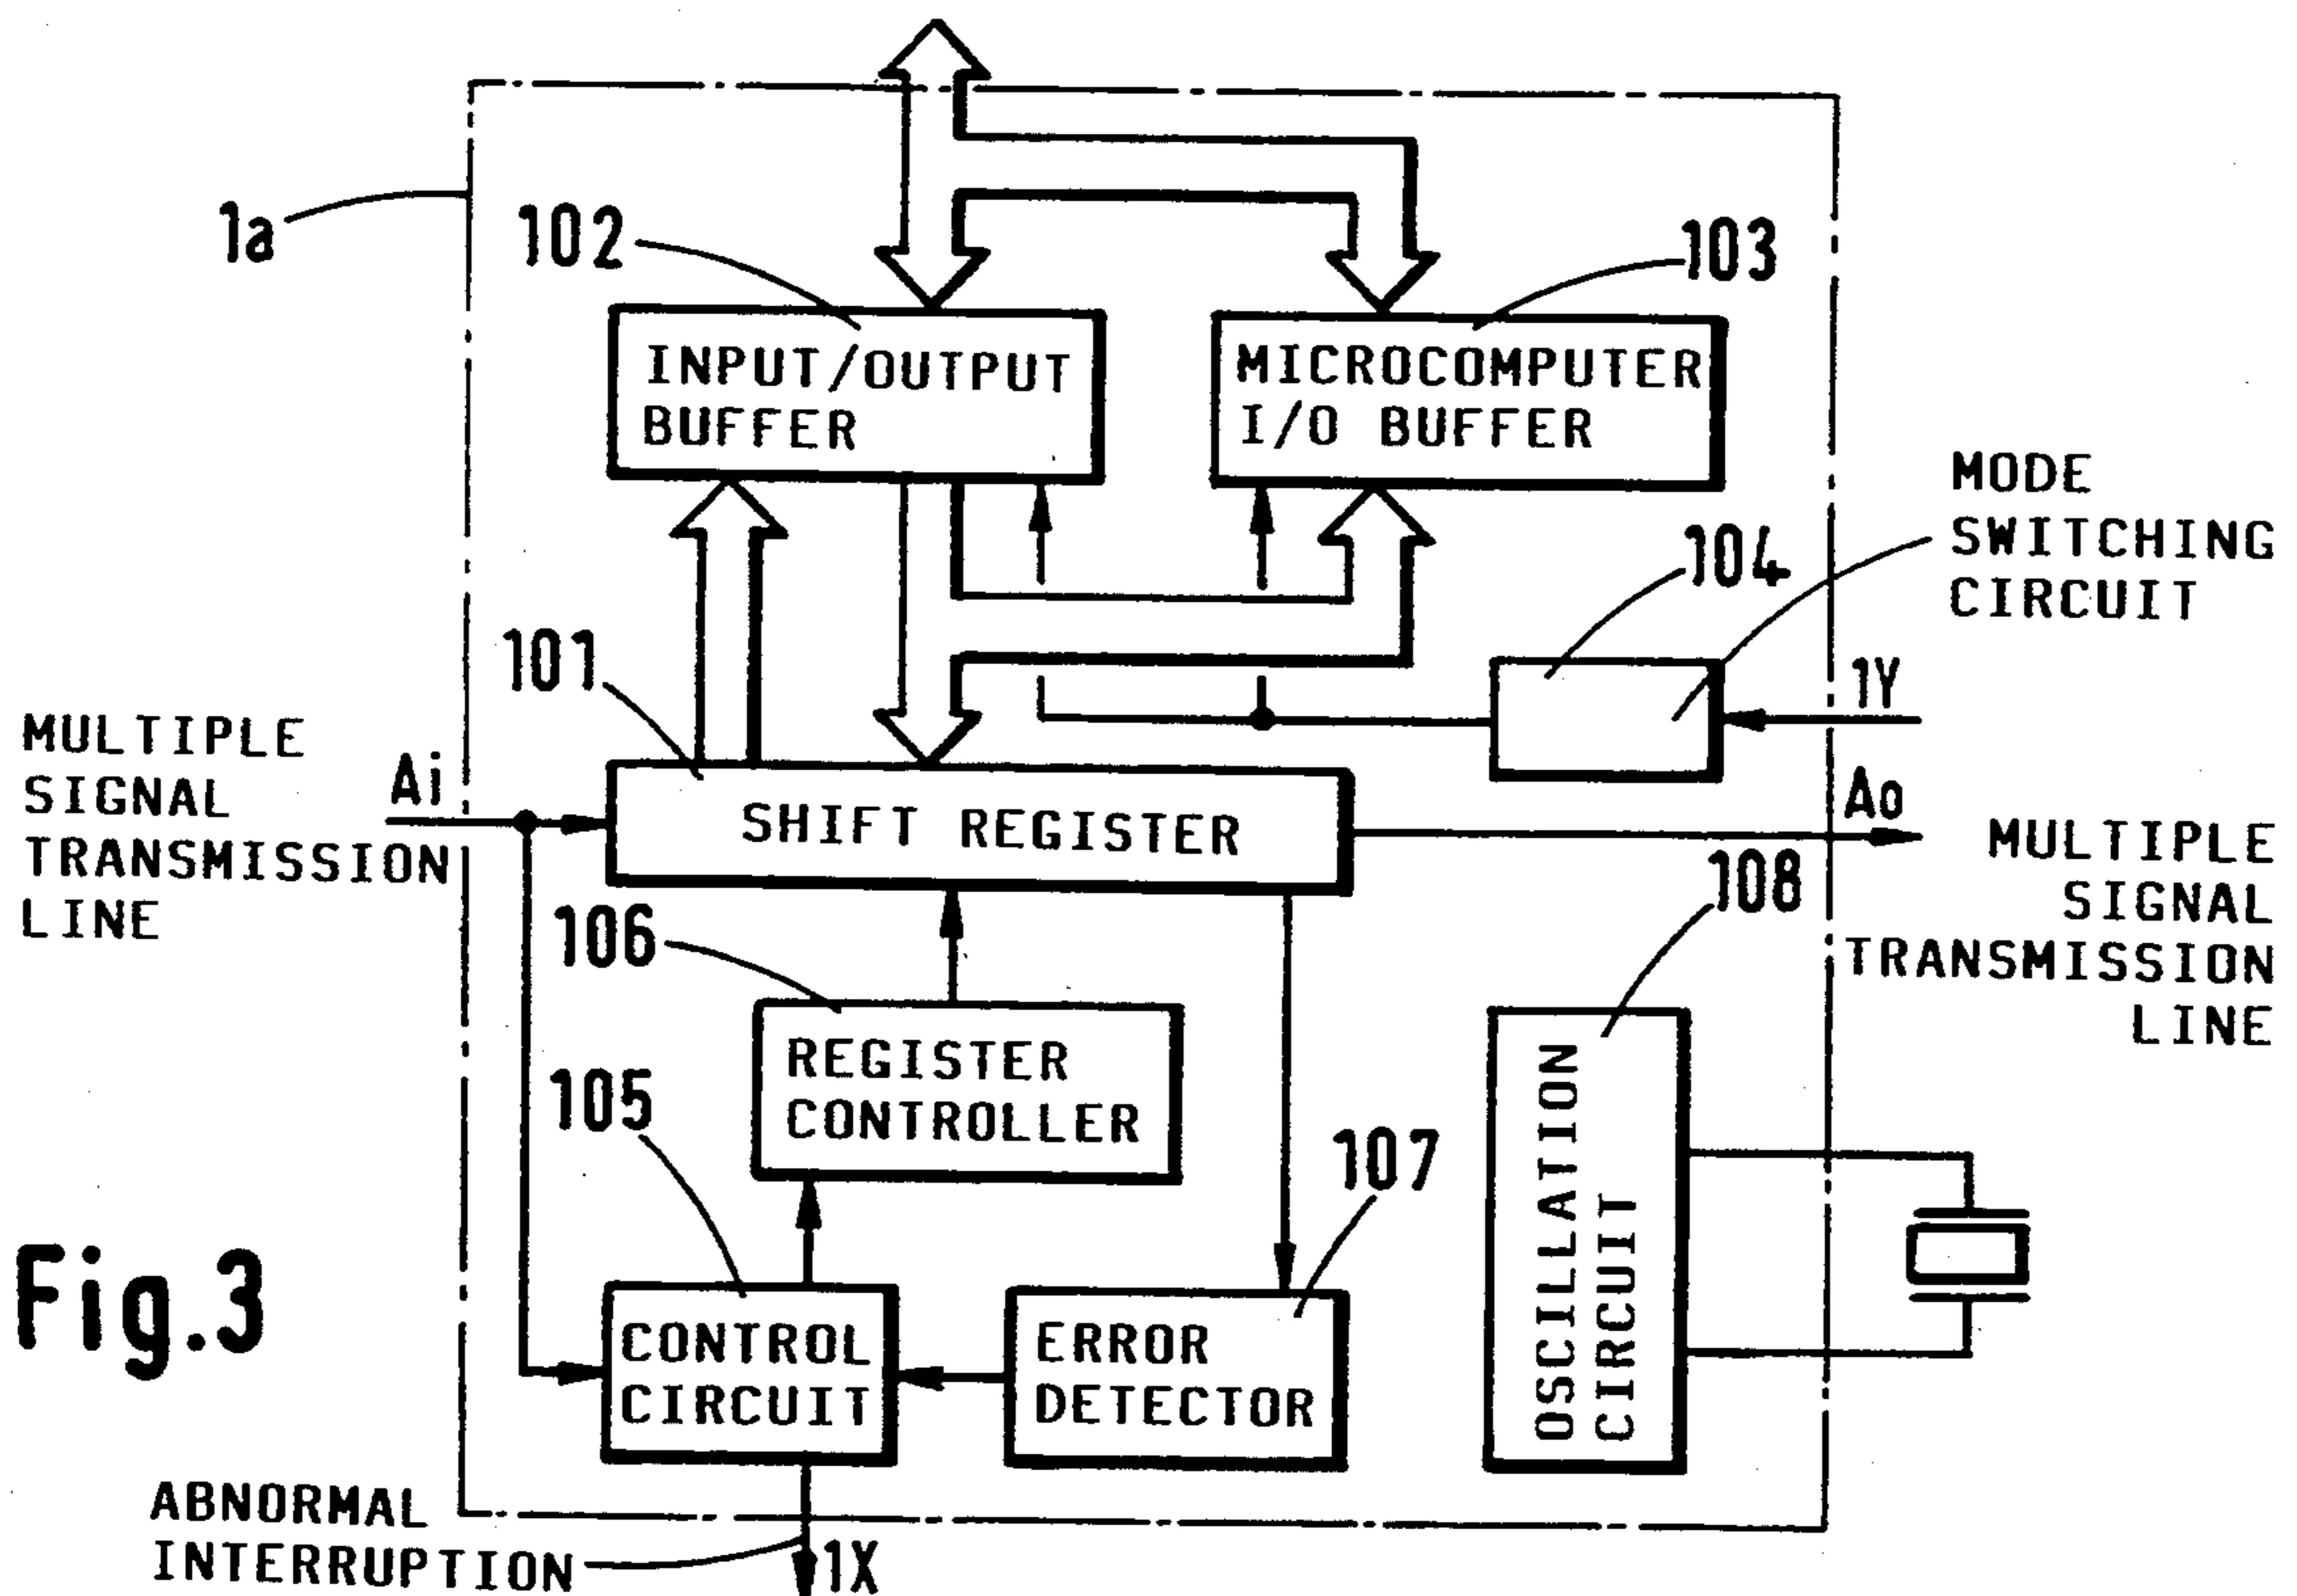 1a
102
103
INPUT/OUTPUT
BUFFER
MICROCOMPUTER
I/O BUFFER
MODE
SWITCHING
CIRCUIT
104
101
1Y
MULTIPLE
SIGNAL
TRANSMISSION
LINE
Ai
SHIFT REGISTER
Ao
MULTIPLE
SIGNAL
TRANSMISSION
LINE
108
106
REGISTER
CONTROLLER
105
107
OSCILLATION
CIRCUIT
Fig.3
CONTROL
CIRCUIT
ERROR
DETECTOR
ABNORMAL
INTERRUPTION
1X